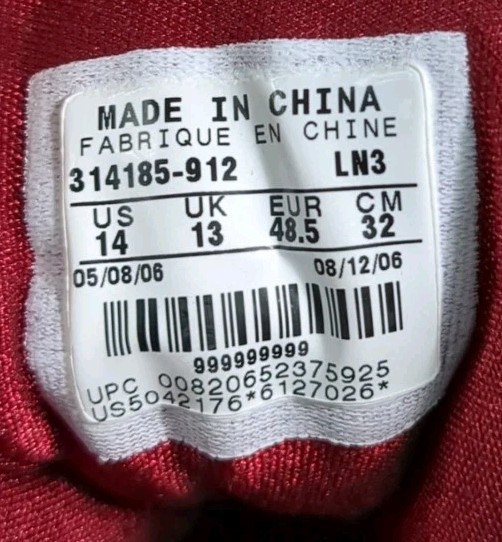 MADE IN CHINA
FABRIQUE EN CHINE
314185-912 LN3
US UK EUR CM
14 13 48.5 32
05/08/06 08/12/06
999999999
UPC 00820652375925
US5042176*6127026*